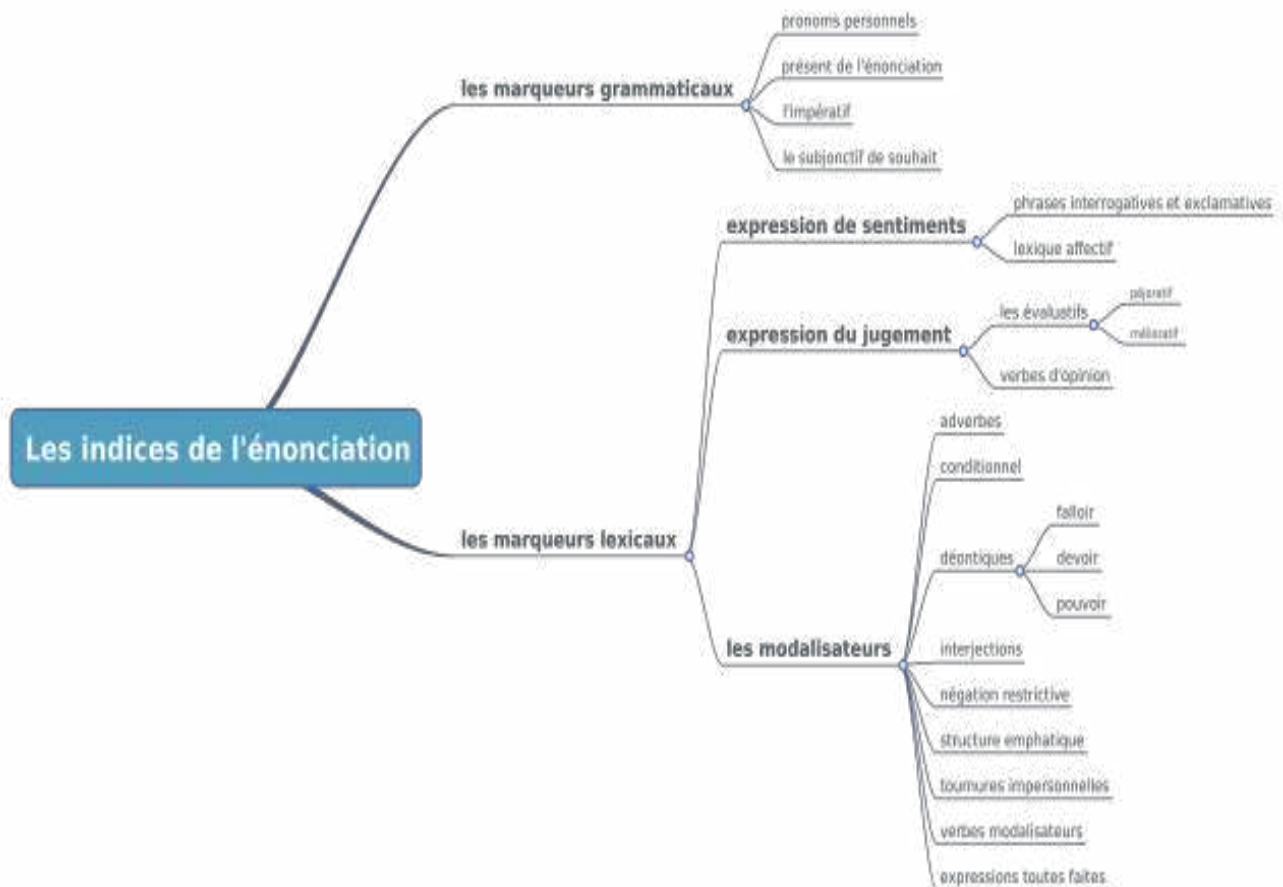 Les indices de l'énonciation
les marqueurs grammaticaux
pronoms personnels
présent de l'énonciation
l'impératif
le subjonctif de souhait
les marqueurs lexicaux
expression de sentiments
phrases interrogatives et exclamatives
lexique affectif
expression du jugement
les évaluatifs
péjoratif
mélioratif
verbes d'opinion
les modalisateurs
adverbes
conditionnel
déontiques
falloir
devoir
pouvoir
interjections
négation restrictive
structure emphatique
tournures impersonnelles
verbes modalisateurs
expressions toutes faites